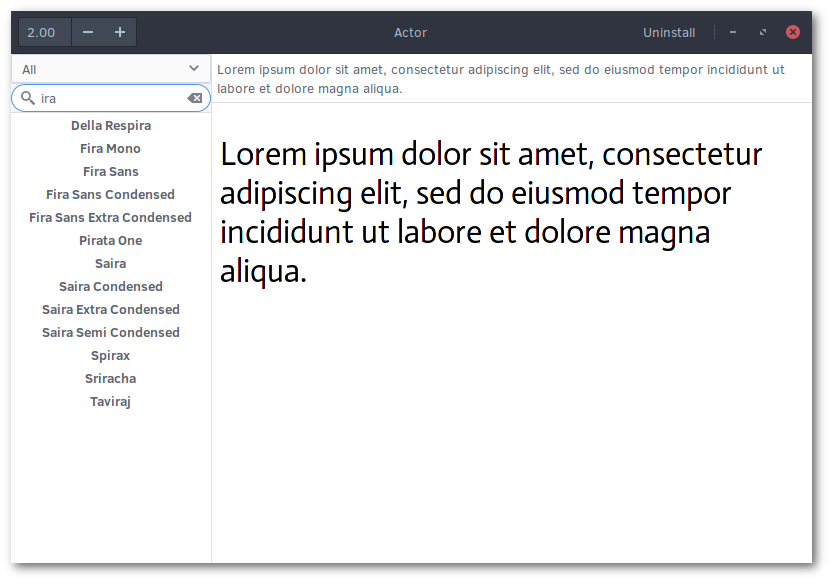 2.00
Actor
Uninstall
All
ira
Della Respira
Fira Mono
Fira Sans
Fira Sans Condensed
Fira Sans Extra Condensed
Pirata One
Saira
Saira Condensed
Saira Extra Condensed
Saira Semi Condensed
Spirax
Sriracha
Taviraj
Lorem ipsum dolor sit amet, consectetur adipiscing elit, sed do eiusmod tempor incididunt ut
labore et dolore magna aliqua.
Lorem ipsum dolor sit amet, consectetur
adipiscing elit, sed do eiusmod tempor
incididunt ut labore et dolore magna
aliqua.